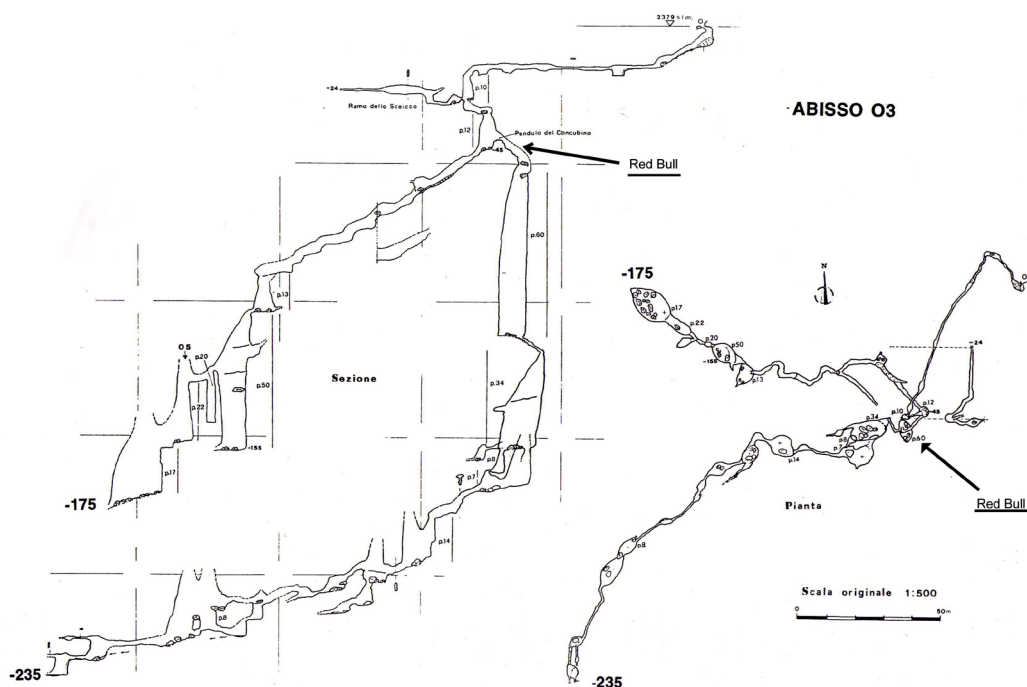 2379 s.l.m.
O
ABISSO O3
-24
Ramo dello Sceicco
p.10
p.12
Pendulo del Concubino
-45
Red Bull
p.60
p.13
O5
p.20
Sezione
p.50
p.34
p.22
-155
p.8
p.17
p.7
-175
p.14
p.8
-235
-175
N
O
p.17
p.22
p.20
p.50
-155
p.13
-24
p.12
p.10
-45
p.34
p.8
p.7
p.60
p.14
Red Bull
Pianta
p.8
Scala originale 1:500
0
50m
-235